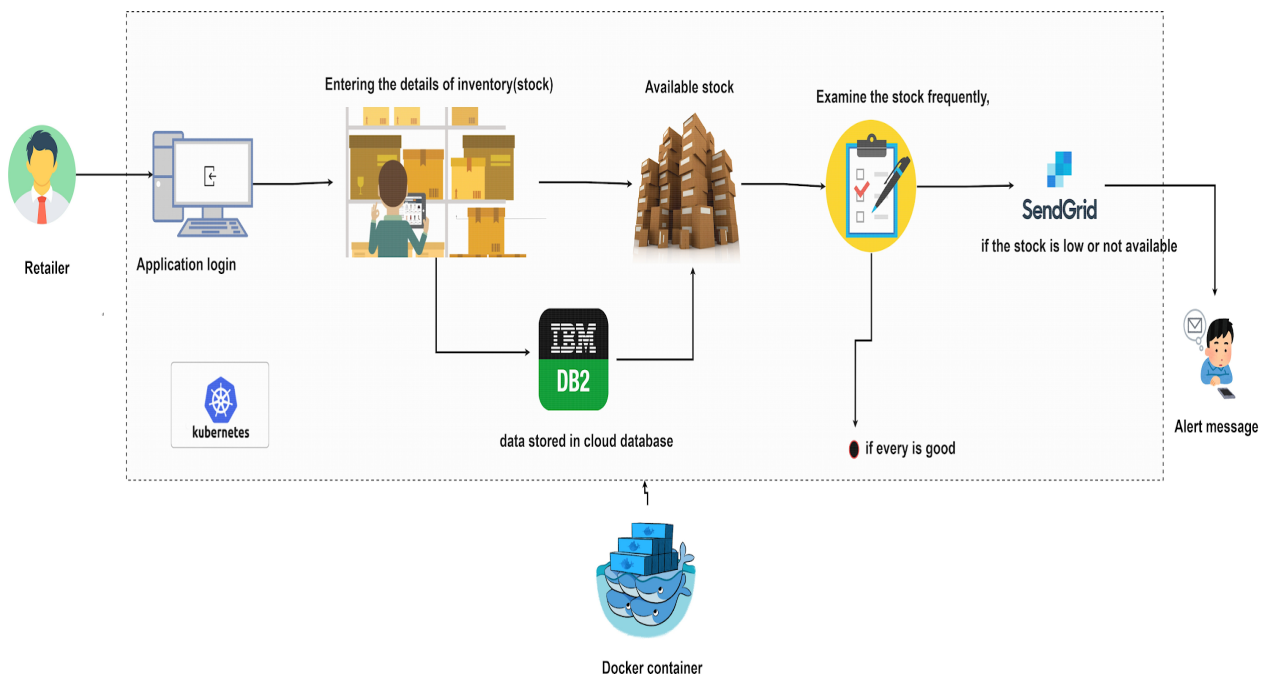 Entering the details of inventory(stock)
Available stock
Examine the stock frequently,
SendGrid
if the stock is low or not available
Retailer
Application login
IBM
DB2
kubernetes
data stored in cloud database
if every is good
Alert message
Docker container